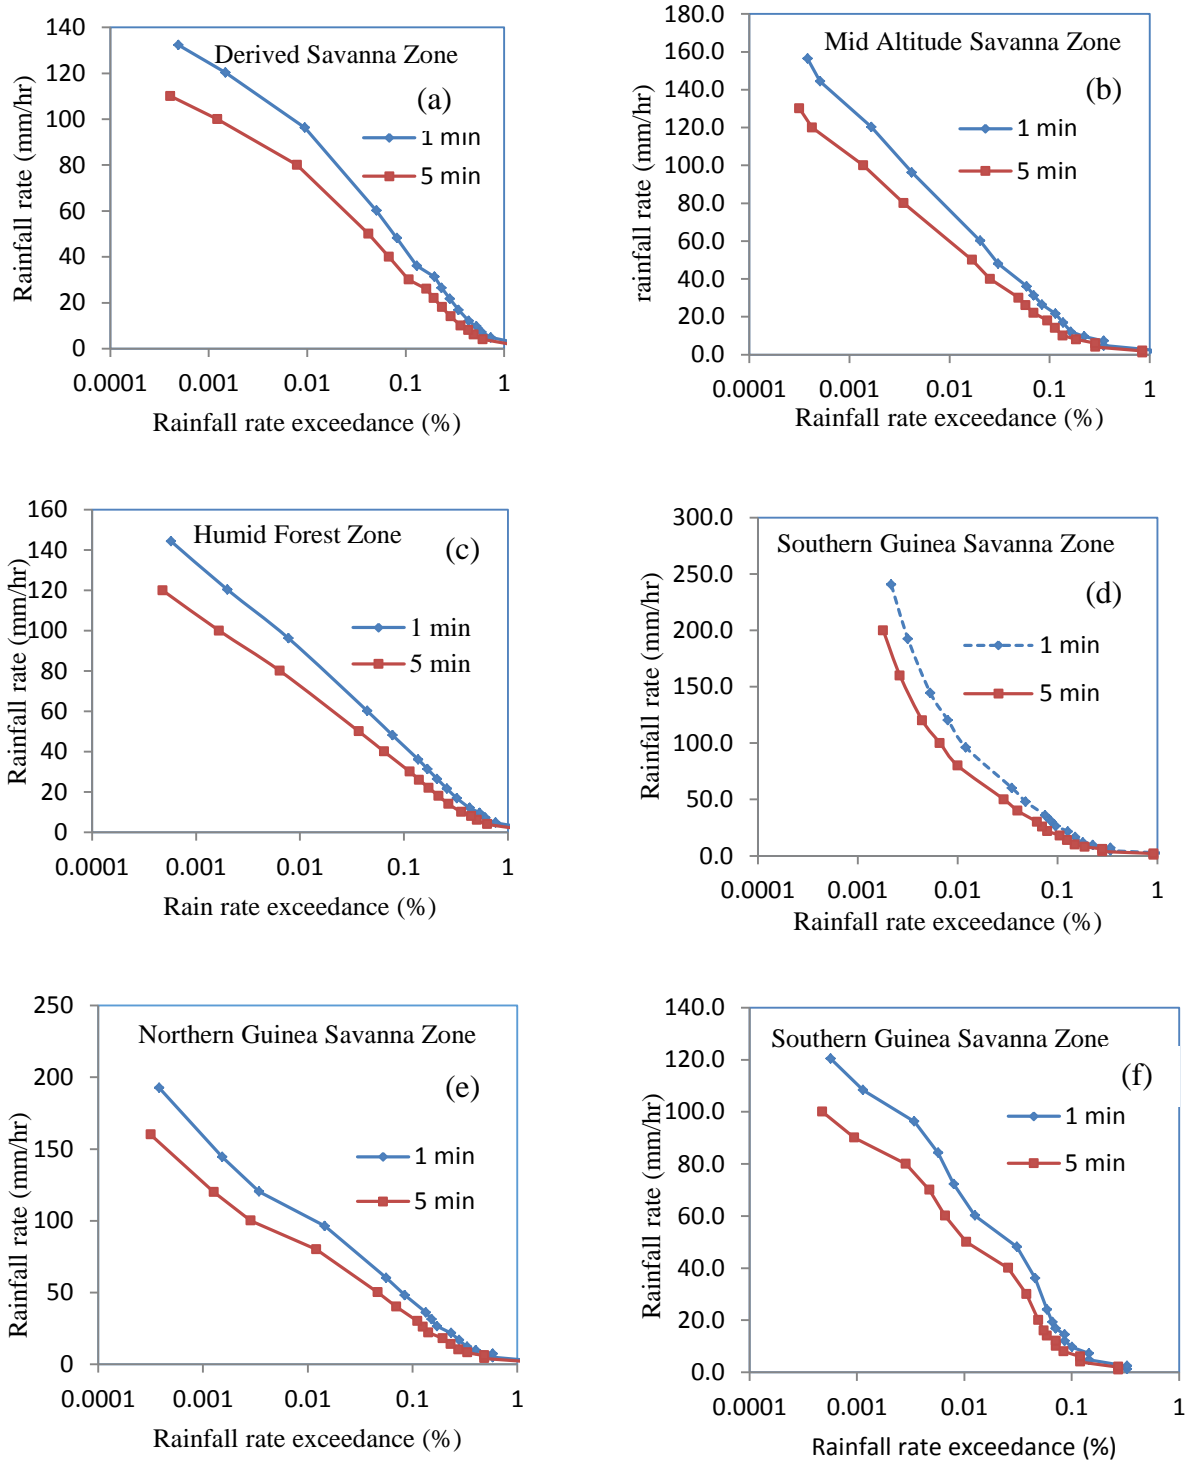 Derived Savanna Zone
(a)
1 min
5 min
Rainfall rate (mm/hr)
140
120
100
80
60
40
20
0
0.0001 0.001 0.01 0.1 1
Rainfall rate exceedance (%)
Mid Altitude Savanna Zone
(b)
1 min
5 min
rainfall rate (mm/hr)
180.0
160.0
140.0
120.0
100.0
80.0
60.0
40.0
20.0
0.0
0.0001 0.001 0.01 0.1 1
Rainfall rate exceedance (%)
Humid Forest Zone
(c)
1 min
5 min
Rainfall rate (mm/hr)
160
140
120
100
80
60
40
20
0
0.0001 0.001 0.01 0.1 1
Rain rate exceedance (%)
Southern Guinea Savanna Zone
(d)
1 min
5 min
Rainfall rate (mm/hr)
300.0
250.0
200.0
150.0
100.0
50.0
0.0
0.0001 0.001 0.01 0.1 1
Rainfall rate exceedance (%)
Northern Guinea Savanna Zone
(e)
1 min
5 min
Rainfall rate (mm/hr)
250
200
150
100
50
0
0.0001 0.001 0.01 0.1 1
Rainfall rate exceedance (%)
Southern Guinea Savanna Zone
(f)
1 min
5 min
Rainfall rate (mm/hr)
140.0
120.0
100.0
80.0
60.0
40.0
20.0
0.0
0.0001 0.001 0.01 0.1 1
Rainfall rate exceedance (%)